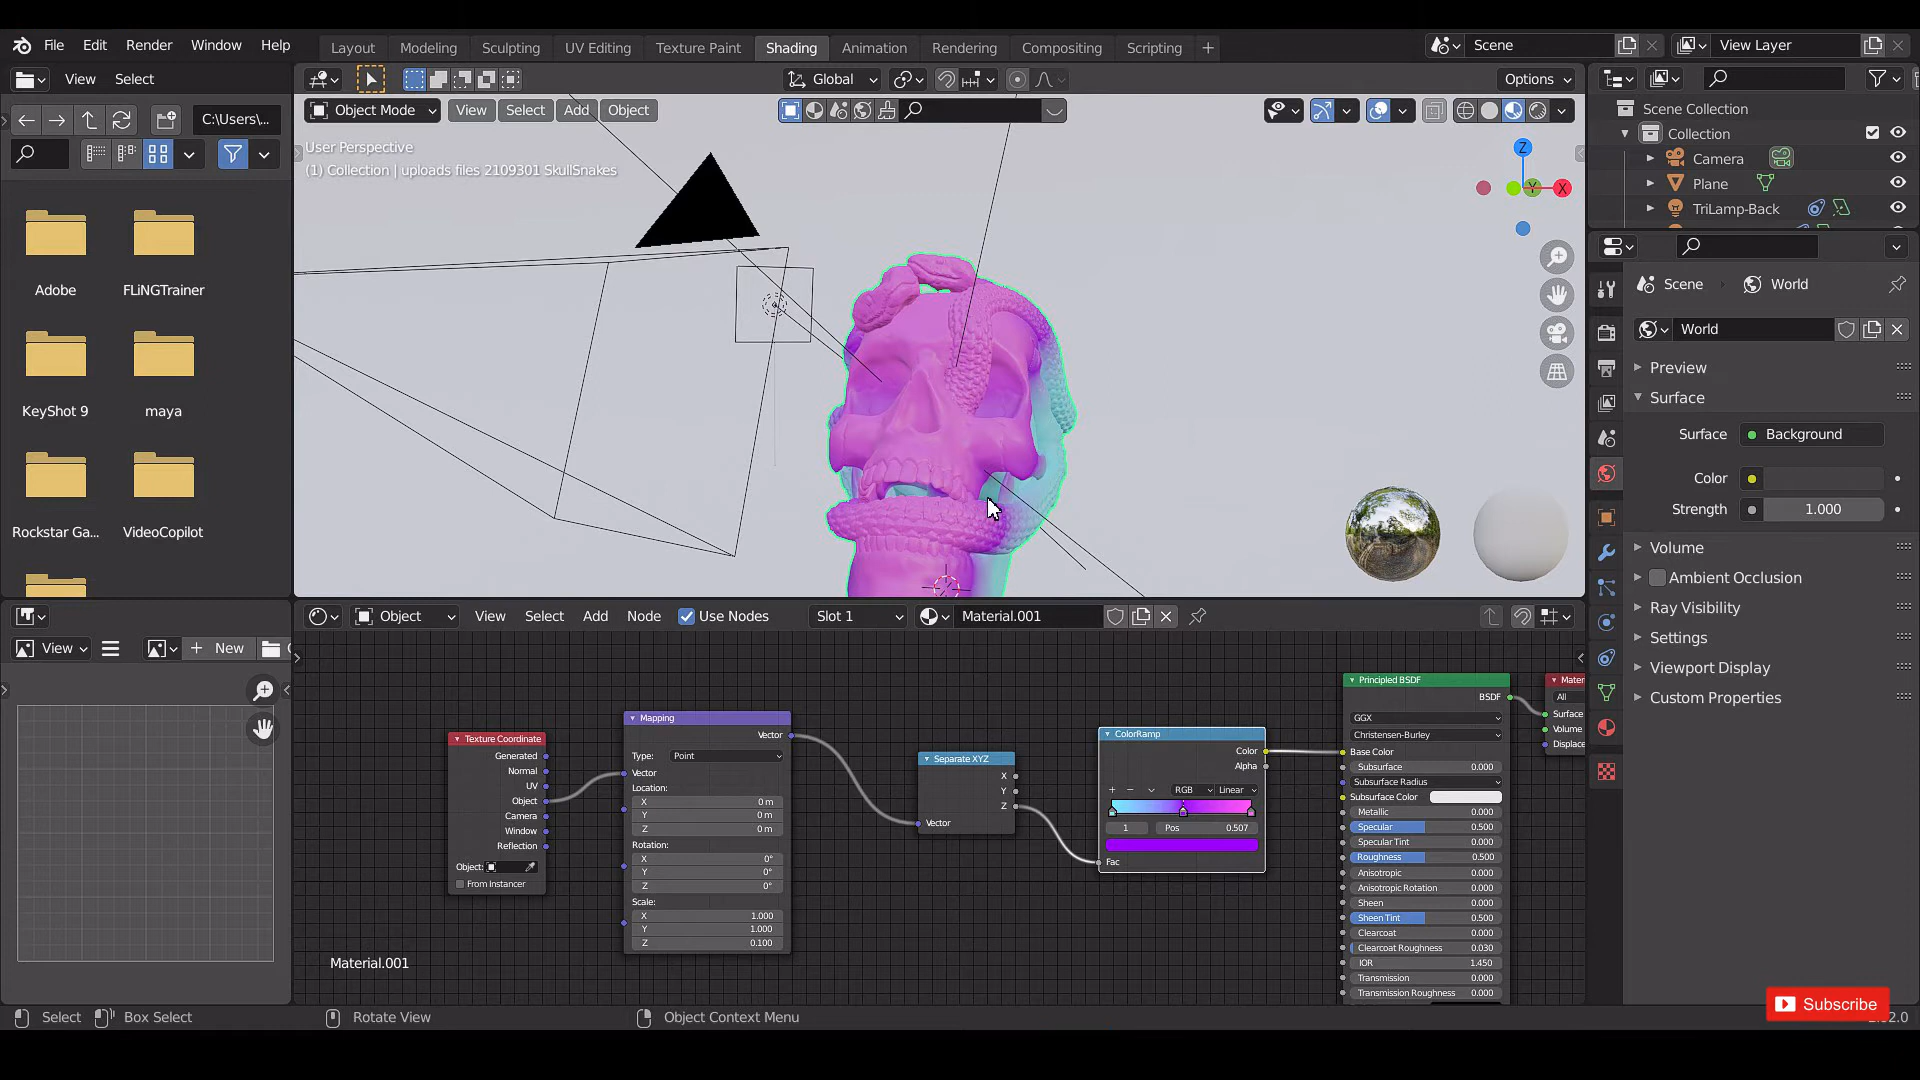 File Edit Render Window Help
Layout Modeling Sculpting UV Editing Texture Paint Shading Animation Rendering Compositing Scripting +
Scene
View Layer
View Select
Global
Options
C:\Users\...
Object Mode
View Select Add Object
User Perspective
(1) Collection | uploads files 2109301 SkullSnakes
Z
Y
X
Adobe
FLiNGTrainer
KeyShot 9
maya
Rockstar Ga...
VideoCopilot
Scene Collection
Collection
Camera
Plane
TriLamp-Back
Scene
World
World
Preview
Surface
Surface
Background
Color
Strength
1.000
Volume
Ambient Occlusion
Ray Visibility
Settings
Viewport Display
Custom Properties
View
New
Object
View Select Add Node
Use Nodes
Slot 1
Material.001
Texture Coordinate
Generated
Normal
UV
Object
Camera
Window
Reflection
Object:
From Instancer
Mapping
Vector
Type:
Point
Vector
Location:
X 0 m
Y 0 m
Z 0 m
Rotation:
X 0°
Y 0°
Z 0°
Scale:
X 1.000
Y 1.000
Z 0.100
Separate XYZ
X
Y
Z
Vector
ColorRamp
Color
Alpha
RGB
Linear
1
Pos 0.507
Fac
Principled BSDF
BSDF
GGX
Christensen-Burley
Base Color
Subsurface 0.000
Subsurface Radius
Subsurface Color
Metallic 0.000
Specular 0.500
Specular Tint 0.000
Roughness 0.500
Anisotropic 0.000
Anisotropic Rotation 0.000
Sheen 0.000
Sheen Tint 0.500
Clearcoat 0.000
Clearcoat Roughness 0.030
IOR 1.450
Transmission 0.000
Transmission Roughness 0.000
Mater
All
Surface
Volume
Displac
Material.001
Subscribe
Select
Box Select
Rotate View
Object Context Menu